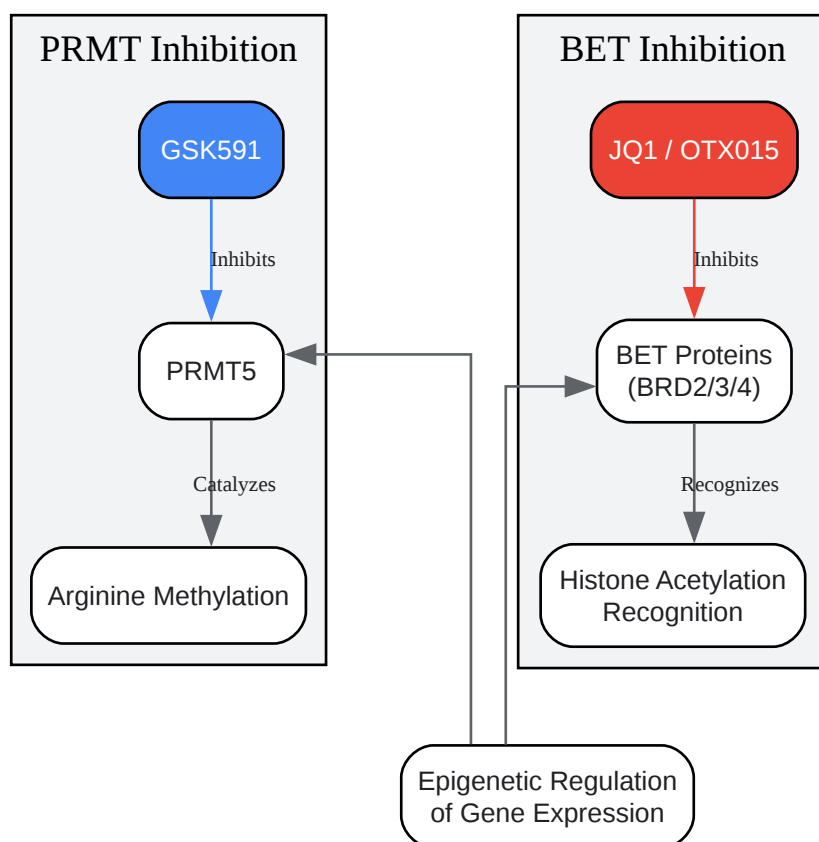 PRMT Inhibition
GSK591
Inhibits
PRMT5
Catalyzes
Arginine Methylation
BET Inhibition
JQ1 / OTX015
Inhibits
BET Proteins
(BRD2/3/4)
Recognizes
Histone Acetylation
Recognition
Epigenetic Regulation
of Gene Expression